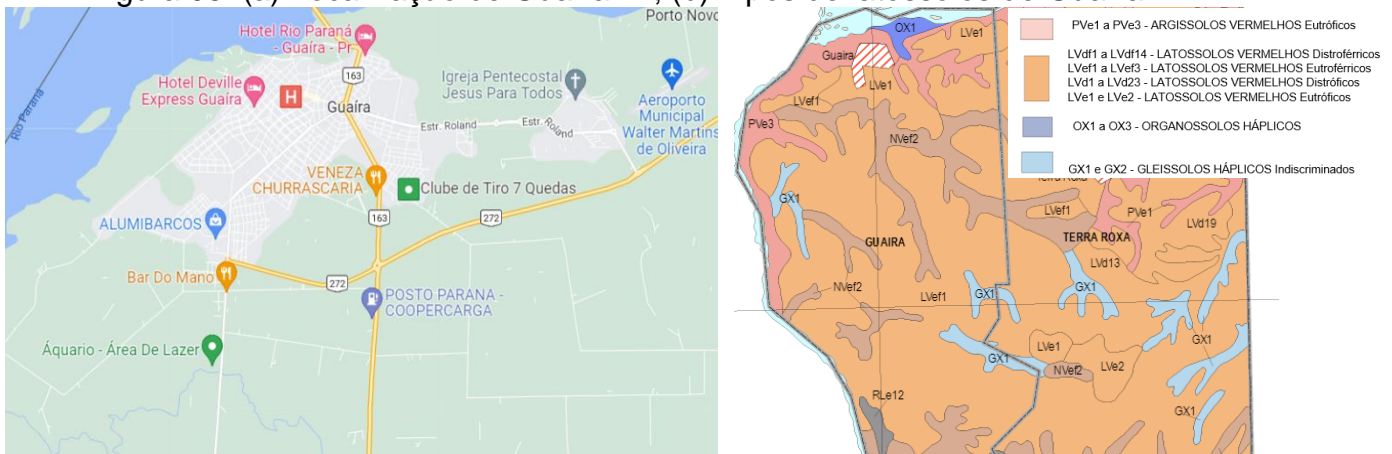 Porto Novo
Hotel Rio Paraná
- Guaíra - Pr
163
Hotel Deville
Express Guaíra
H
Guaíra
Igreja Pentecostal
Jesus Para Todos
Aeroporto
Municipal
Walter Martins
de Oliveira
Rio Paraná
Estr. Roland
Estr. Roland
VENEZA
CHURRASCARIA
Clube de Tiro 7 Quedas
163
272
ALUMIBARCOS
Bar Do Mano
272
POSTO PARANA -
COOPERCARGA
Áquario - Área De Lazer
OX1
LVe1
Guaira
LVe1
LVef1
PVe3
NVef2
GX1
LVef1
PVe1
LVd19
GUAIRA
TERRA ROXA
LVd13
NVef2
LVef1
GX1
GX1
GX1
LVe1
GX1
LVe2
NVef2
RLe12
GX1
PVe1 a PVe3 - ARGISSOLOS VERMELHOS Eutróficos
LVdf1 a LVdf14 - LATOSSOLOS VERMELHOS Distroférricos
LVef1 a LVef3 - LATOSSOLOS VERMELHOS Eutroférricos
LVd1 a LVd23 - LATOSSOLOS VERMELHOS Distróficos
LVe1 e LVe2 - LATOSSOLOS VERMELHOS Eutróficos
OX1 a OX3 - ORGANOSSOLOS HÁPLICOS
GX1 e GX2 - GLEISSOLOS HÁPLICOS Indiscriminados